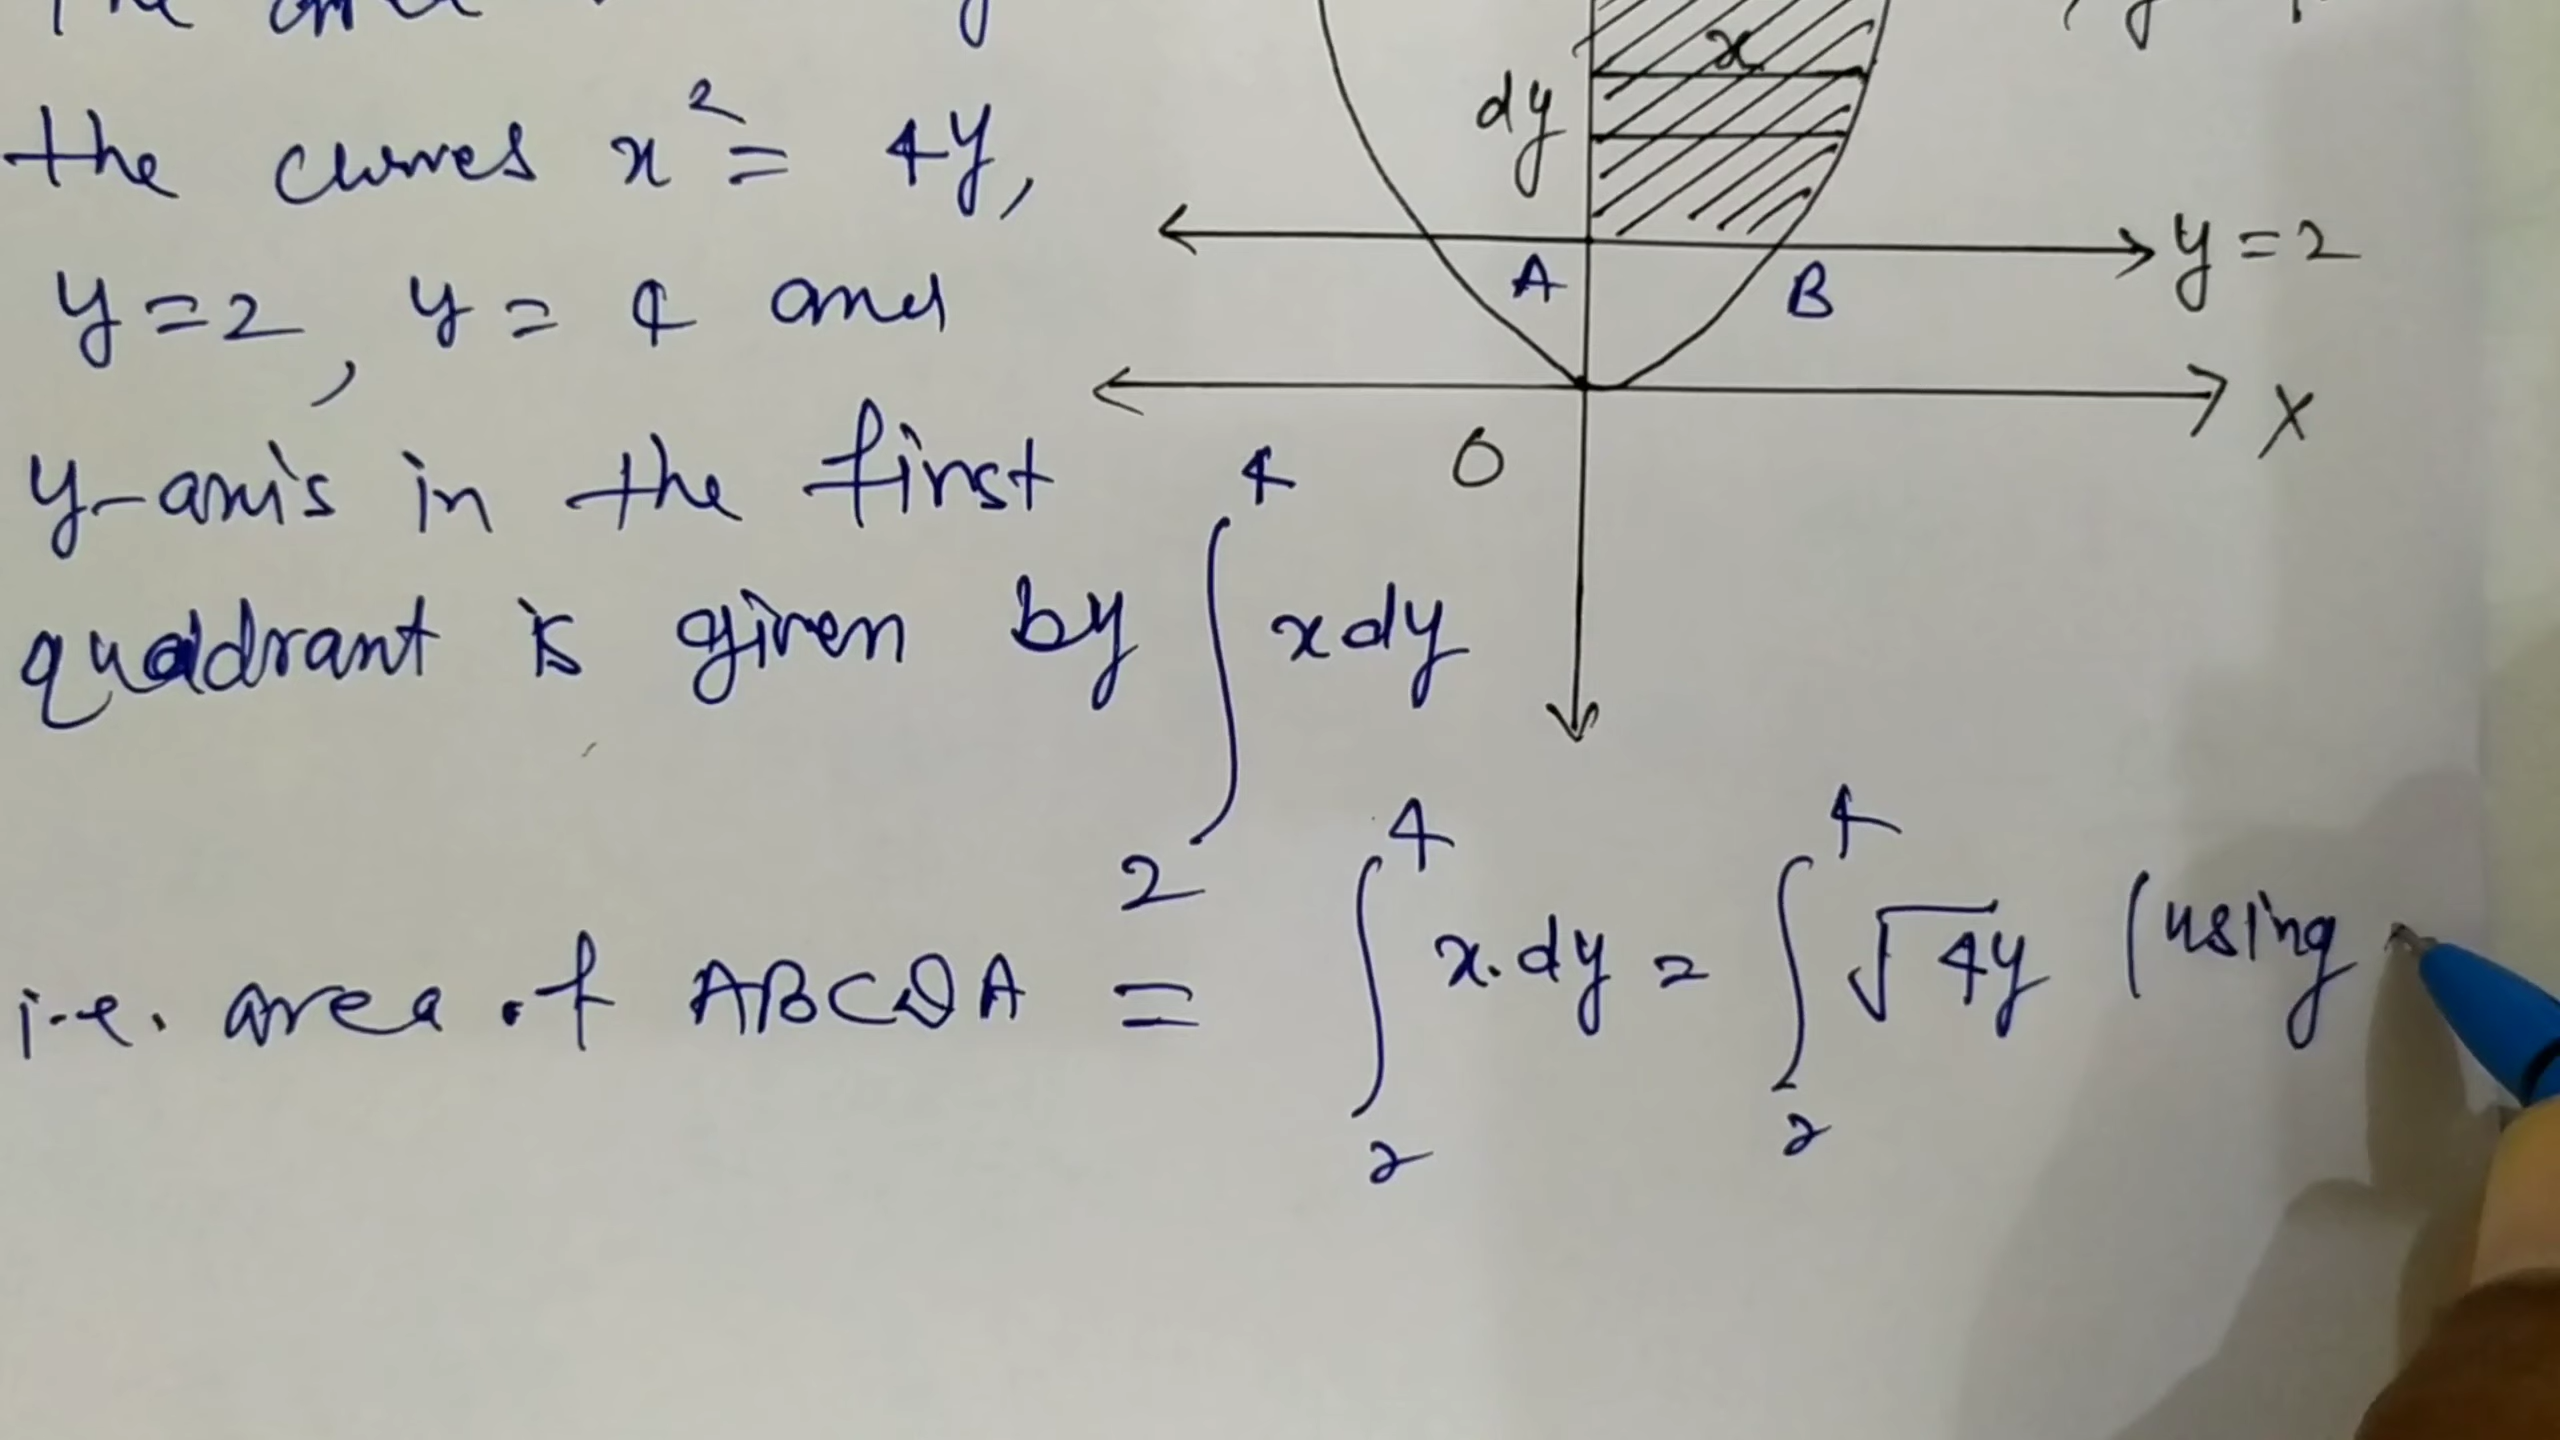 the curves x² = 4y,
y = 2, y = 4 and
y-axis in the first
quadrant is given by ∫₂⁴ x dy
i.e. area of ABCDA = ∫₂⁴ x. dy = ∫₂⁴ √4y (using
x
dy
y = 2
A
B
X
O